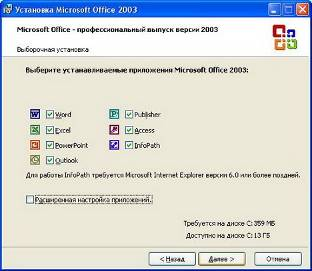 Установка Microsoft Office 2003
Microsoft Office - профессиональный выпуск версии 2003
Выборочная установка
Выберите устанавливаемые приложения Microsoft Office 2003:
Word
Publisher
Excel
Access
PowerPoint
InfoPath
Outlook
Для работы InfoPath требуется Microsoft Internet Explorer версии 6.0 или более поздней.
Расширенная настройка приложений.
Требуется на диске C: 359 МБ
Доступно на диске C: 13 ГБ
< Назад
Далее >
Отмена